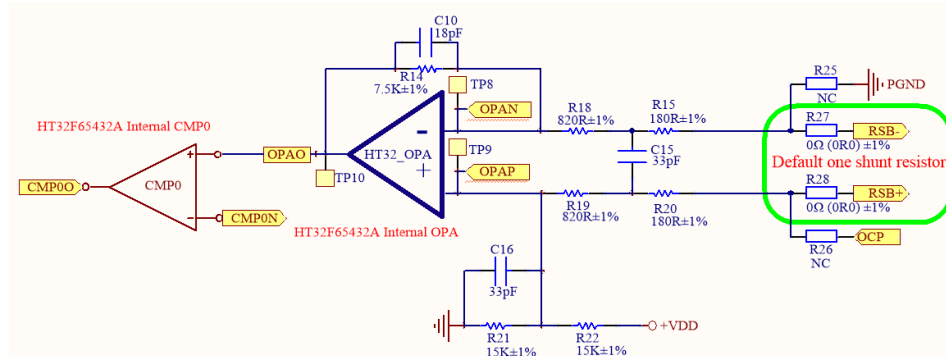 C10
18pF
R14
7.5K±1%
TP8
OPAN
R18
820R±1%
R15
180R±1%
R25
NC
PGND
R27
RSB-
0Ω (0R0) ±1%
Default one shunt resistor
HT32F65432A Internal CMP0
OPAO
HT32_OPA
TP9
C15
33pF
OPAP
CMP0O
CMP0
TP10
R28
RSB+
0Ω (0R0) ±1%
CMP0N
HT32F65432A Internal OPA
R19
820R±1%
R20
180R±1%
OCP
R26
NC
C16
33pF
+VDD
R21
15K±1%
R22
15K±1%